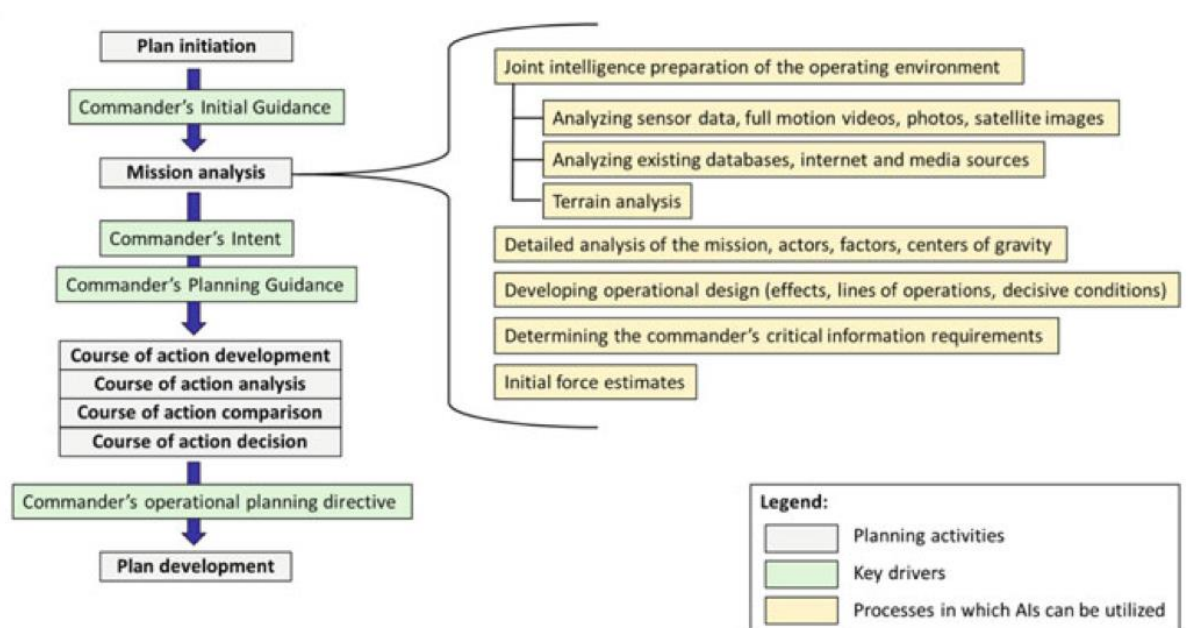 Plan initiation
Commander's Initial Guidance
Mission analysis
Commander's Intent
Commander's Planning Guidance
Course of action development
Course of action analysis
Course of action comparison
Course of action decision
Commander's operational planning directive
Plan development
Joint intelligence preparation of the operating environment
Analyzing sensor data, full motion videos, photos, satellite images
Analyzing existing databases, internet and media sources
Terrain analysis
Detailed analysis of the mission, actors, factors, centers of gravity
Developing operational design (effects, lines of operations, decisive conditions)
Determining the commander's critical information requirements
Initial force estimates
Legend:
Planning activities
Key drivers
Processes in which AIs can be utilized